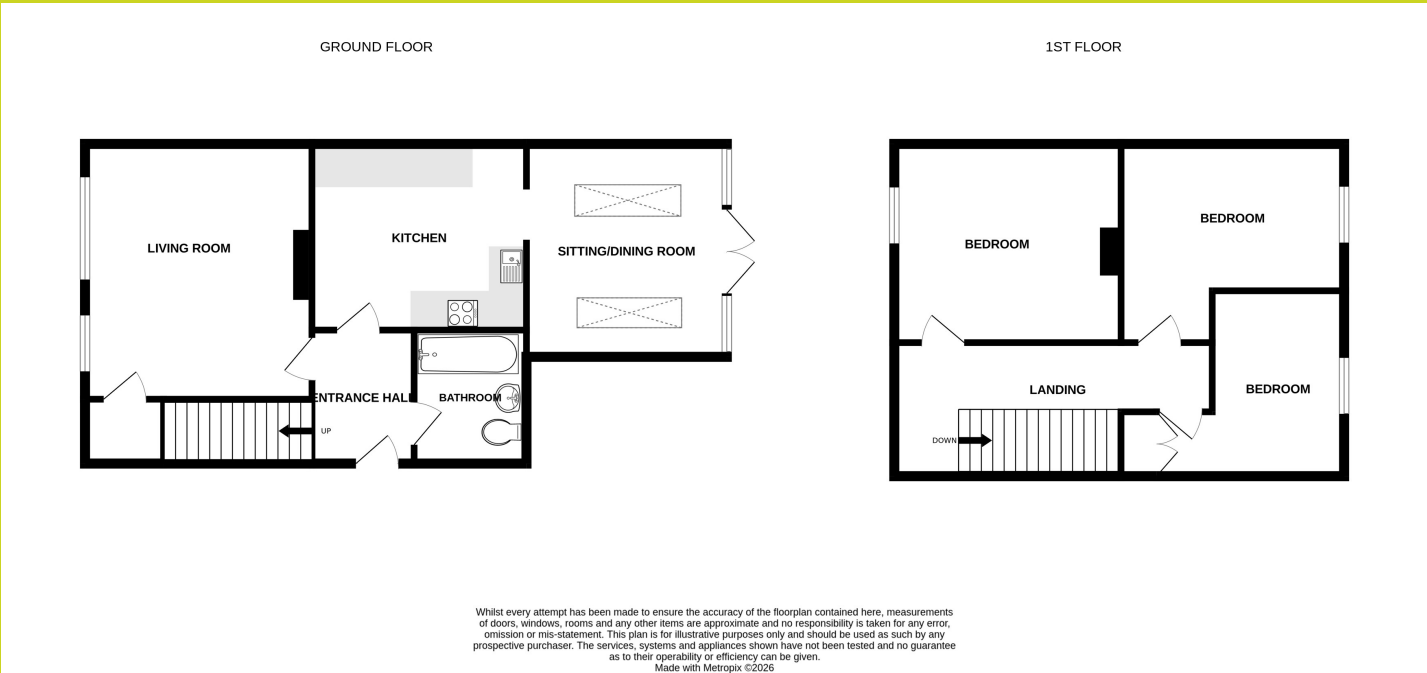 GROUND FLOOR
1ST FLOOR
LIVING ROOM
KITCHEN
SITTING/DINING ROOM
ENTRANCE HALL
BATHROOM
UP
BEDROOM
BEDROOM
LANDING
BEDROOM
DOWN
Whilst every attempt has been made to ensure the accuracy of the floorplan contained here, measurements
of doors, windows, rooms and any other items are approximate and no responsibility is taken for any error,
omission or mis-statement. This plan is for illustrative purposes only and should be used as such by any
prospective purchaser. The services, systems and appliances shown have not been tested and no guarantee
as to their operability or efficiency can be given.
Made with Metropix ©2026